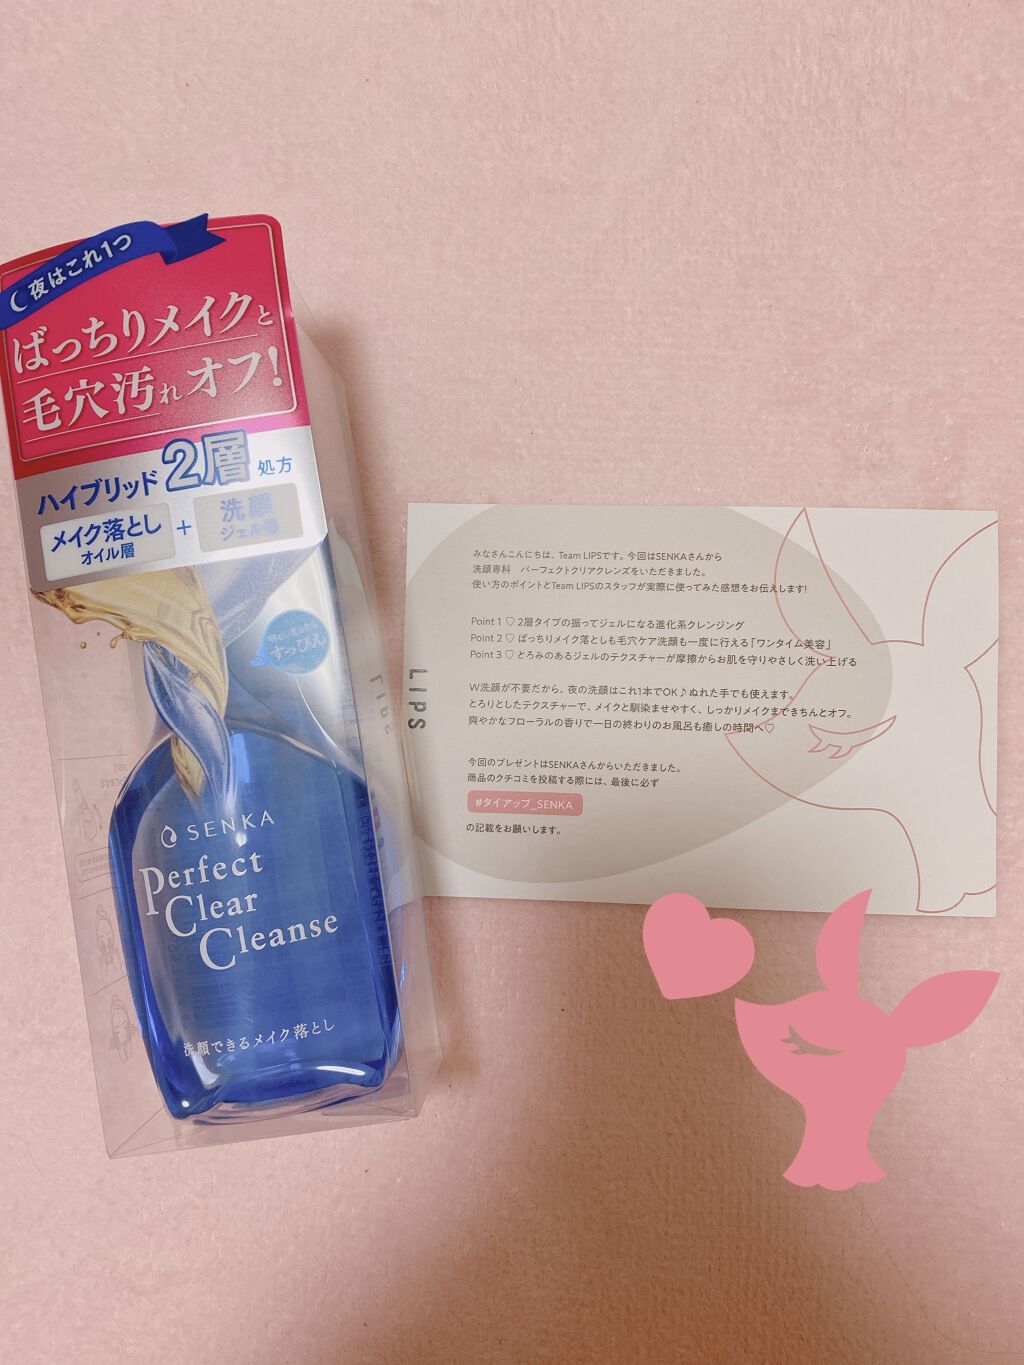 夜はこれ1つ
ばっちりメイクと
毛穴汚れオフ!
ハイブリッド2層処方
メイク落とし
オイル層
+
洗顔
ジェル層
すっぴん
SENKA
Perfect
Clear
Cleanse
洗顔できるメイク落とし
LIPS
LIPS
みなさんこんにちは、Team LIPSです。今回はSENKAさんから
洗顔専科 パーフェクトクリアクレンズをいただきました。
使い方のポイントとTeam LIPSのスタッフが実際に使ってみた感想をお伝えします!
Point 1 ♡ 2層タイプの振ってジェルになる進化系クレンジング
Point 2 ♡ ばっちりメイク落としも毛穴ケア洗顔も一度に行える「ワンタイム美容」
Point 3 ♡ とろみのあるジェルのテクスチャーが摩擦からお肌を守りやさしく洗い上げる
W洗顔が不要だから、夜の洗顔はこれ1本でOK♪ぬれた手でも使えます。
とろりとしたテクスチャーで、メイクと馴染ませやすく、しっかりメイクまできちんとオフ。
爽やかなフローラルの香りで一日の終わりのお風呂も癒しの時間へ♡
今回のプレゼントはSENKAさんからいただきました。
商品のクチコミを投稿する際には、最後に必ず
#タイアップ_SENKA
の記載をお願いします。